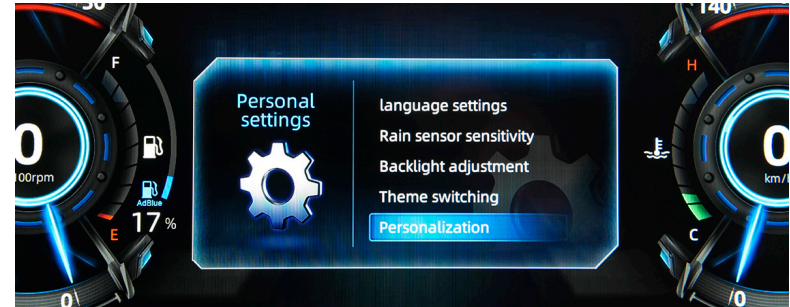 50
140
F
H
Personal
settings
language settings
Rain sensor sensitivity
Backlight adjustment
Theme switching
Personalization
0
100rpm
0
km/
AdBlue
17 %
E
C
0
0